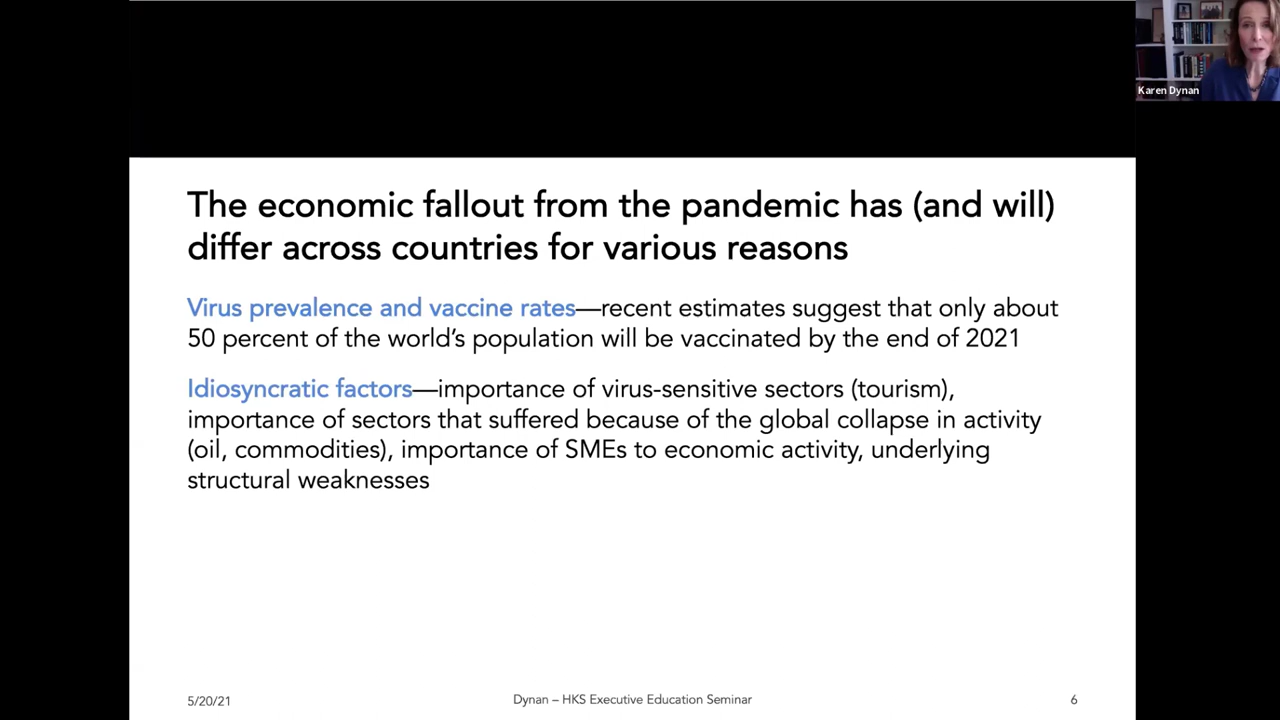 Karen Dynan
The economic fallout from the pandemic has (and will)
differ across countries for various reasons
Virus prevalence and vaccine rates—recent estimates suggest that only about
50 percent of the world's population will be vaccinated by the end of 2021
Idiosyncratic factors—importance of virus-sensitive sectors (tourism),
importance of sectors that suffered because of the global collapse in activity
(oil, commodities), importance of SMEs to economic activity, underlying
structural weaknesses
5/20/21
Dynan – HKS Executive Education Seminar
6